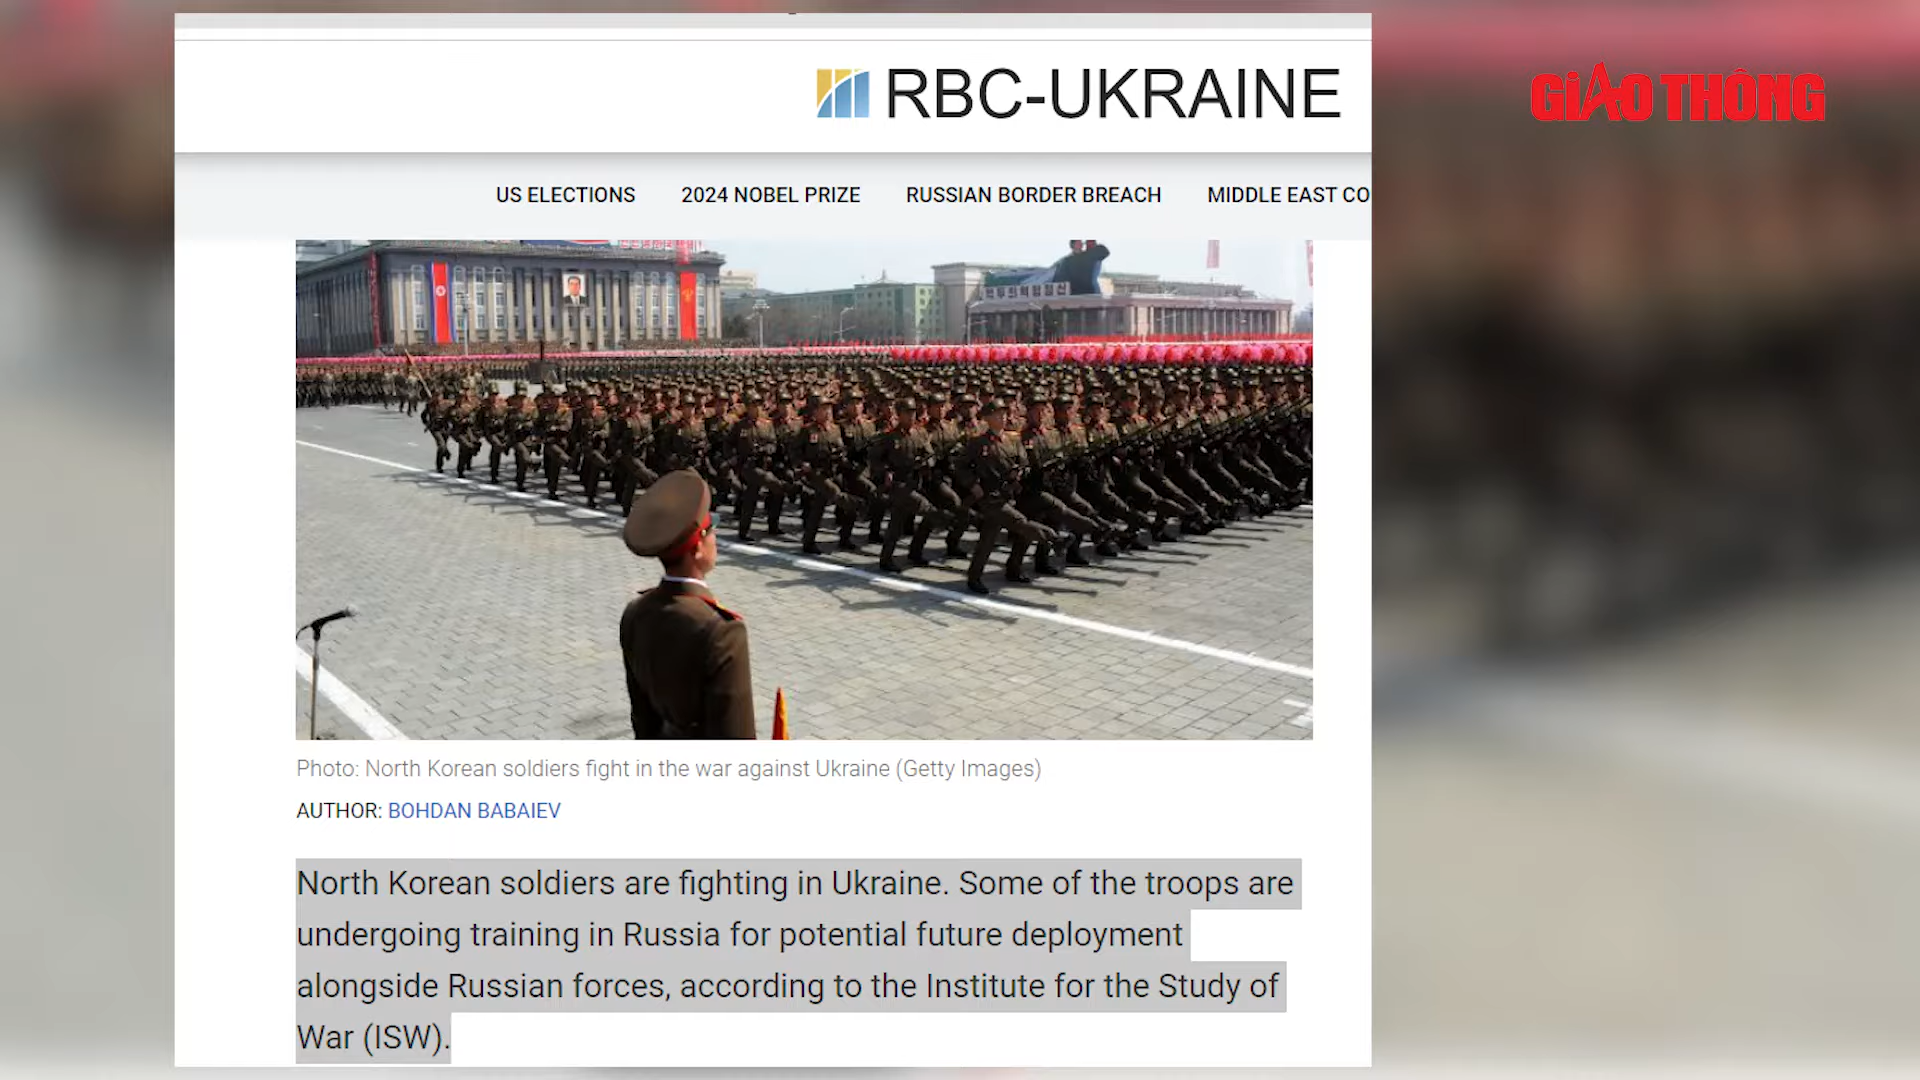 RBC-UKRAINE
GIAO THÔNG
US ELECTIONS 2024 NOBEL PRIZE RUSSIAN BORDER BREACH MIDDLE EAST CO
Photo: North Korean soldiers fight in the war against Ukraine (Getty Images)
AUTHOR: BOHDAN BABAIEV
North Korean soldiers are fighting in Ukraine. Some of the troops are
undergoing training in Russia for potential future deployment
alongside Russian forces, according to the Institute for the Study of
War (ISW).